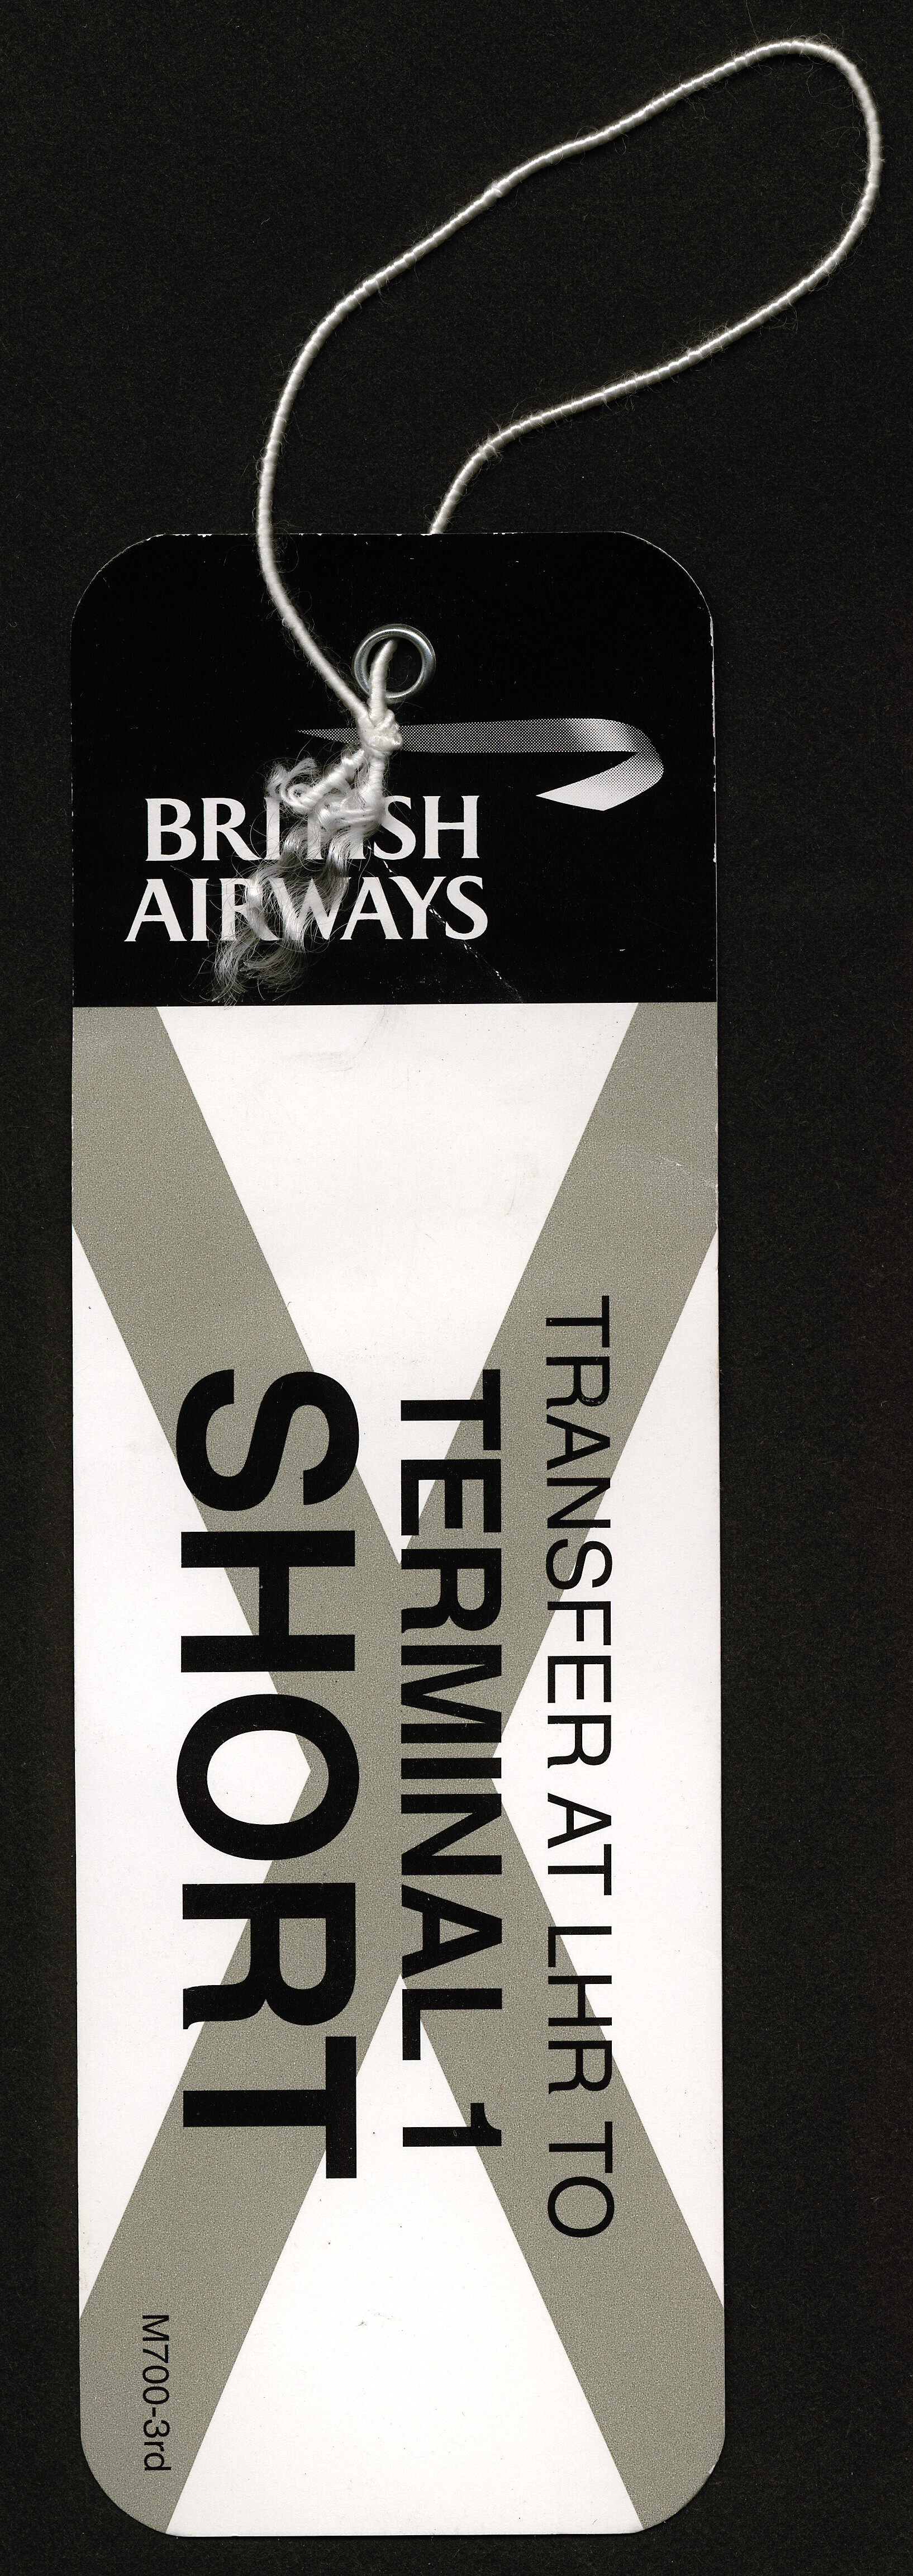 BRITISH
AIRWAYS
TRANSFER AT LHR TO
TERMINAL 1
SHORT
M700-3rd